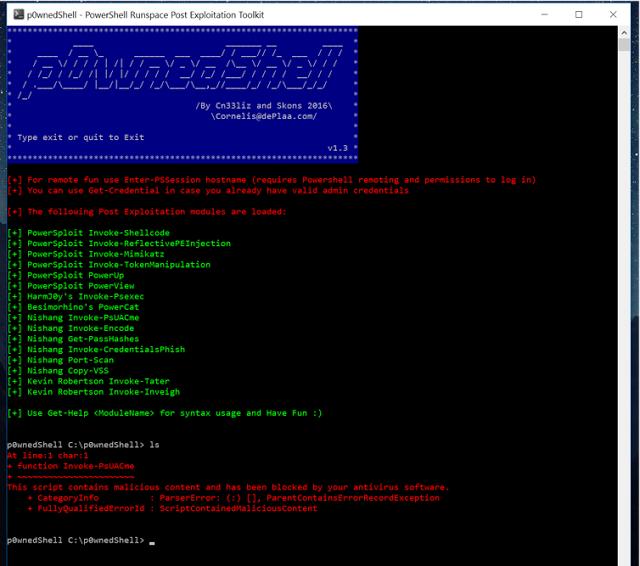 p0wnedShell - PowerShell Runspace Post Exploitation Toolkit
p0wnedShell
/By Cn33liz and Skons 2016\
\Cornelis@dePlaa.com/
Type exit or quit to Exit
v1.3
[+] For remote fun use Enter-PSSession hostname (requires Powershell remoting and permissions to log in)
[+] You can use Get-Credential in case you already have valid admin credentials
[+] The following Post Exploitation modules are loaded:
[+] PowerSploit Invoke-Shellcode
[+] PowerSploit Invoke-ReflectivePEInjection
[+] PowerSploit Invoke-Mimikatz
[+] PowerSploit Invoke-TokenManipulation
[+] PowerSploit PowerUp
[+] PowerSploit PowerView
[+] HarmJ0y's Invoke-Psexec
[+] Besimorhino's PowerCat
[+] Nishang Invoke-PsUACme
[+] Nishang Invoke-Encode
[+] Nishang Get-PassHashes
[+] Nishang Invoke-CredentialsPhish
[+] Nishang Port-Scan
[+] Nishang Copy-VSS
[+] Kevin Robertson Invoke-Tater
[+] Kevin Robertson Invoke-Inveigh
[+] Use Get-Help <ModuleName> for syntax usage and Have Fun :)
p0wnedShell C:\p0wnedShell> ls
At line:1 char:1
+ function Invoke-PsUACme
+ ~~~~~~~~~~~~~~~~~~~~~~~
This script contains malicious content and has been blocked by your antivirus software.
+ CategoryInfo : ParserError: (:) [], ParentContainsErrorRecordException
+ FullyQualifiedErrorId : ScriptContainedMaliciousContent
p0wnedShell C:\p0wnedShell> _